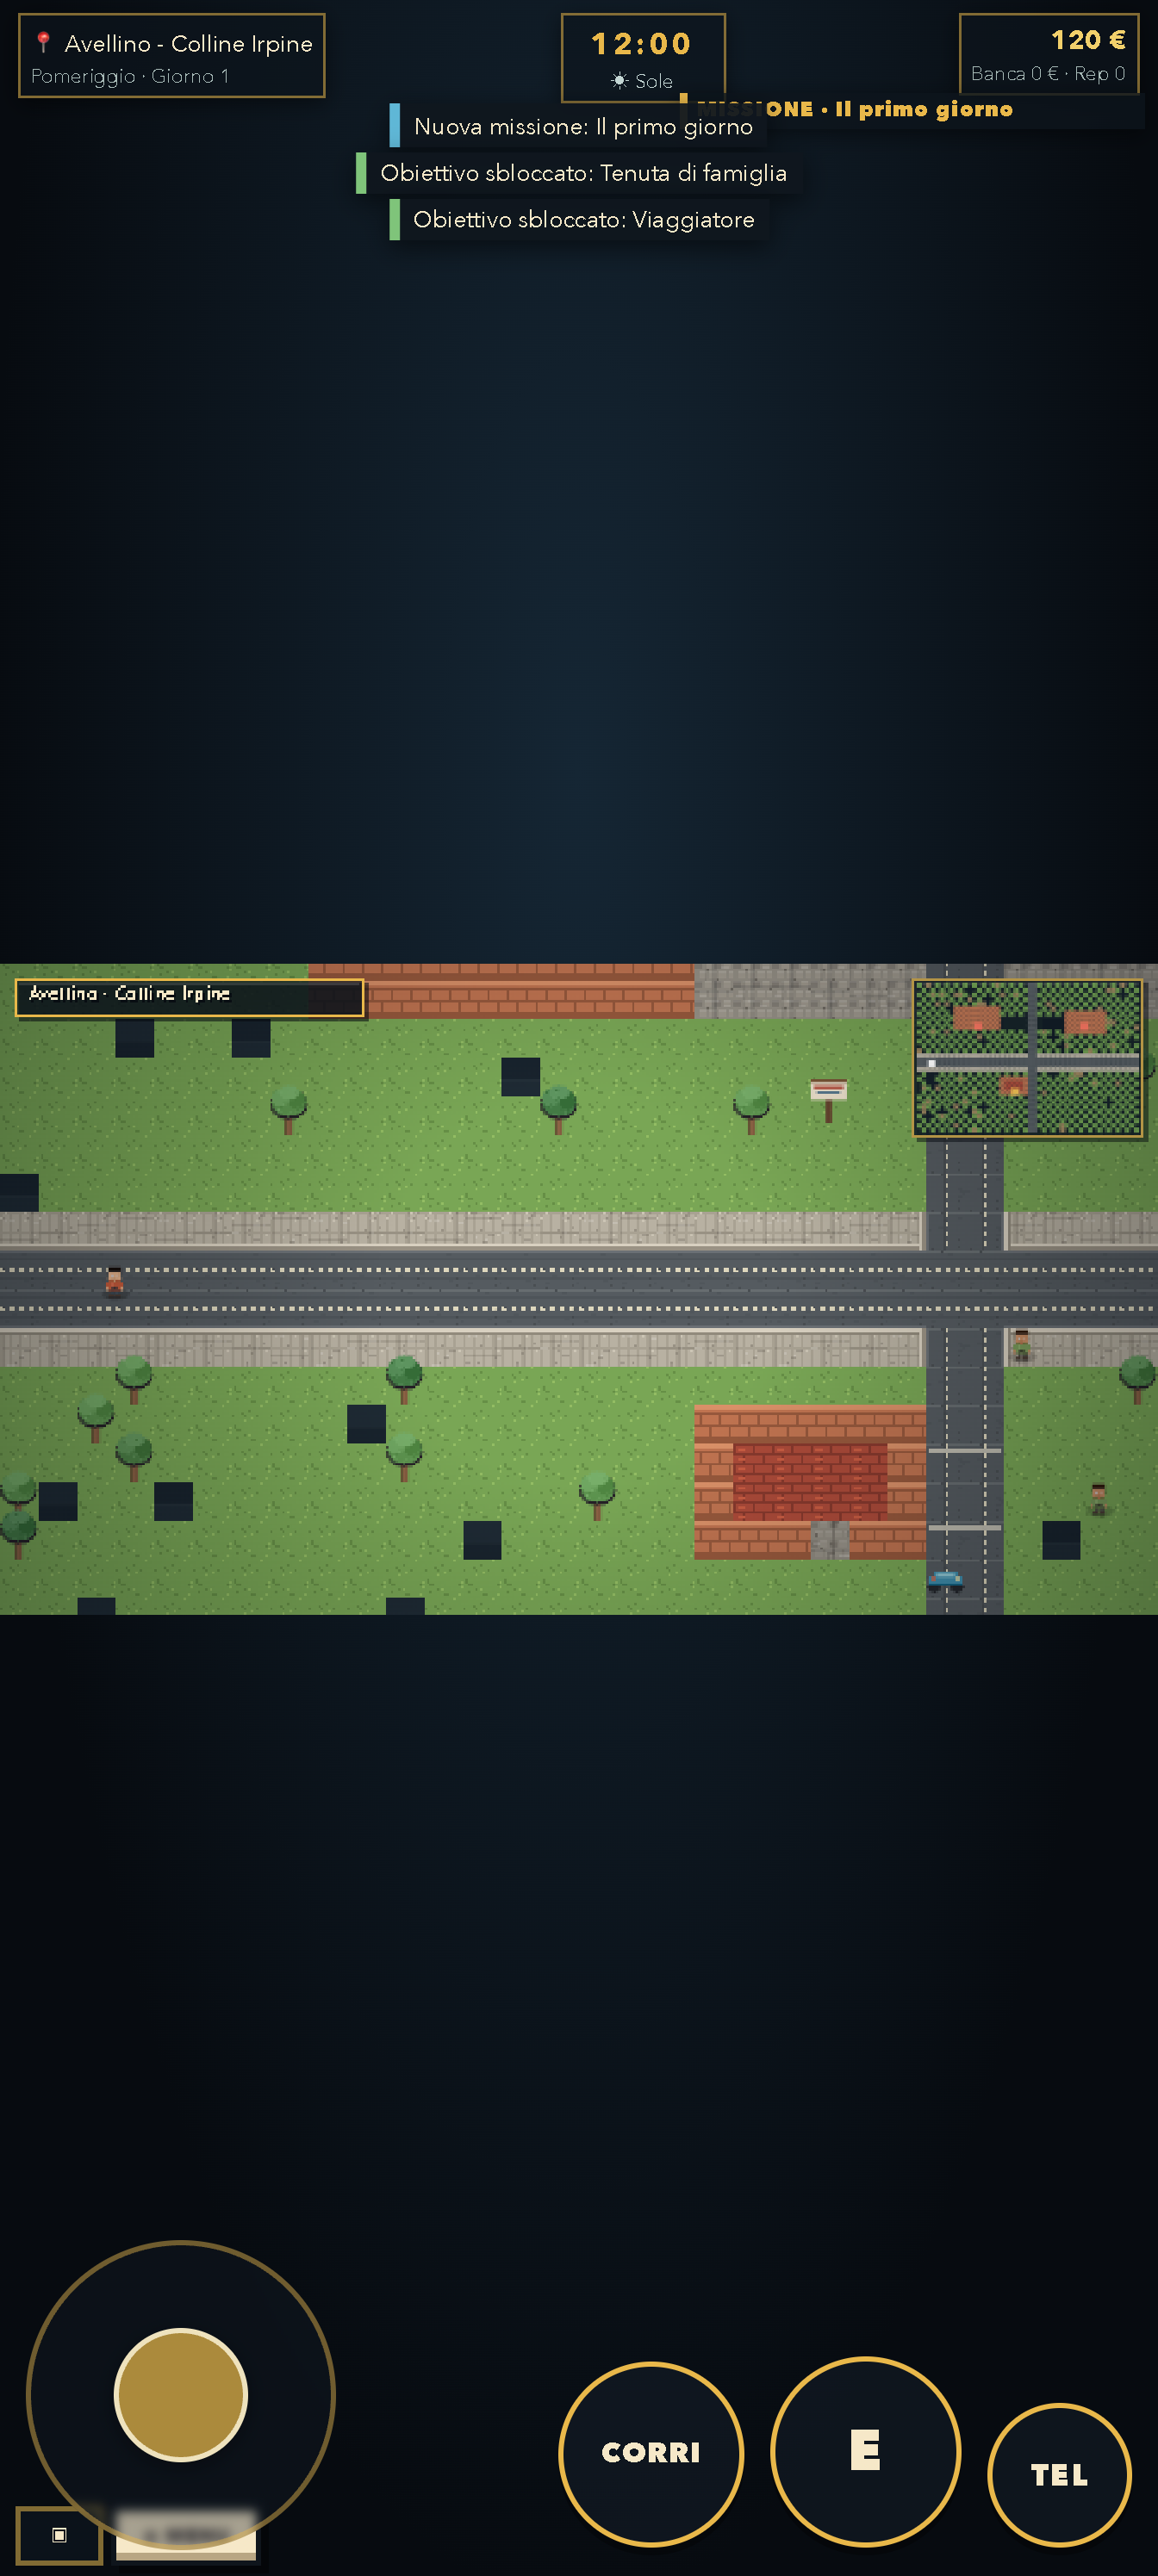 📍 Avellino - Colline Irpine
Pomeriggio · Giorno 1
12:00
☀ Sole
120 €
Banca 0 € · Rep 0
MISSIONE · Il primo giorno
Nuova missione: Il primo giorno
Obiettivo sbloccato: Tenuta di famiglia
Obiettivo sbloccato: Viaggiatore
Avellino · Colline Irpine
CORRI
E
TEL